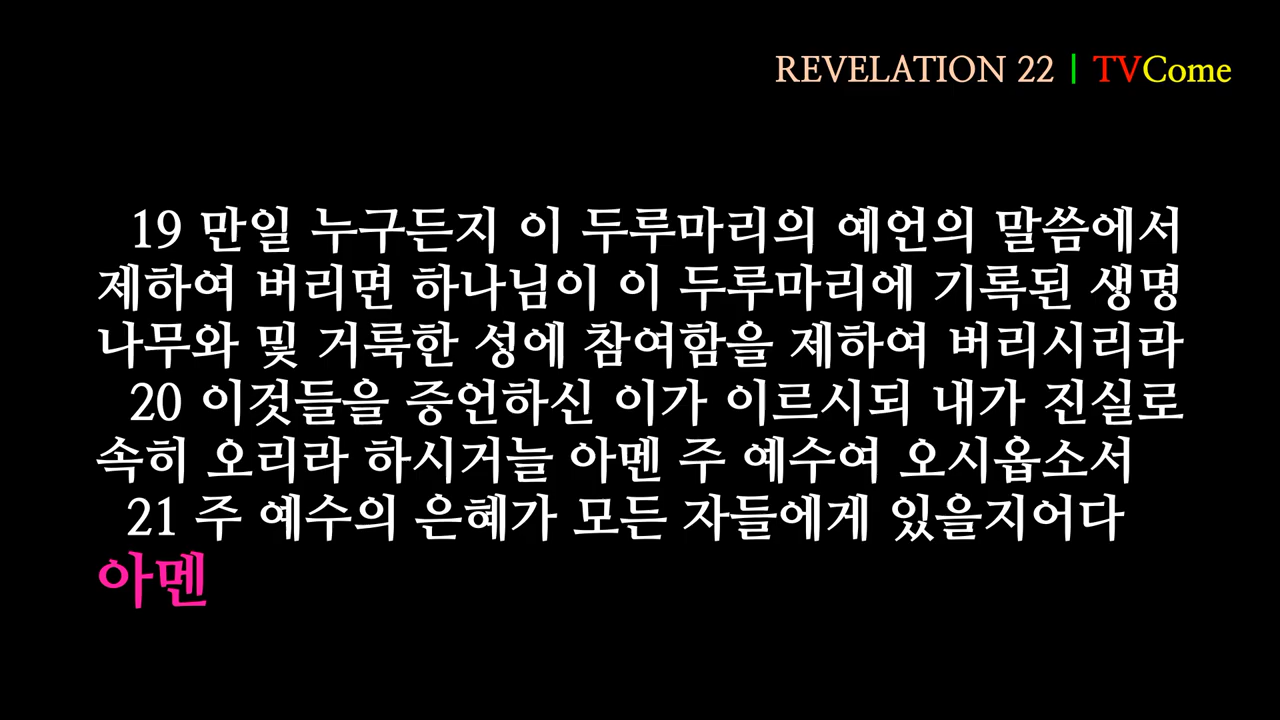 REVELATION 22 | TVCome
19 만일 누구든지 이 두루마리의 예언의 말씀에서
제하여 버리면 하나님이 이 두루마리에 기록된 생명
나무와 및 거룩한 성에 참여함을 제하여 버리시리라
20 이것들을 증언하신 이가 이르시되 내가 진실로
속히 오리라 하시거늘 아멘 주 예수여 오시옵소서
21 주 예수의 은혜가 모든 자들에게 있을지어다
아멘